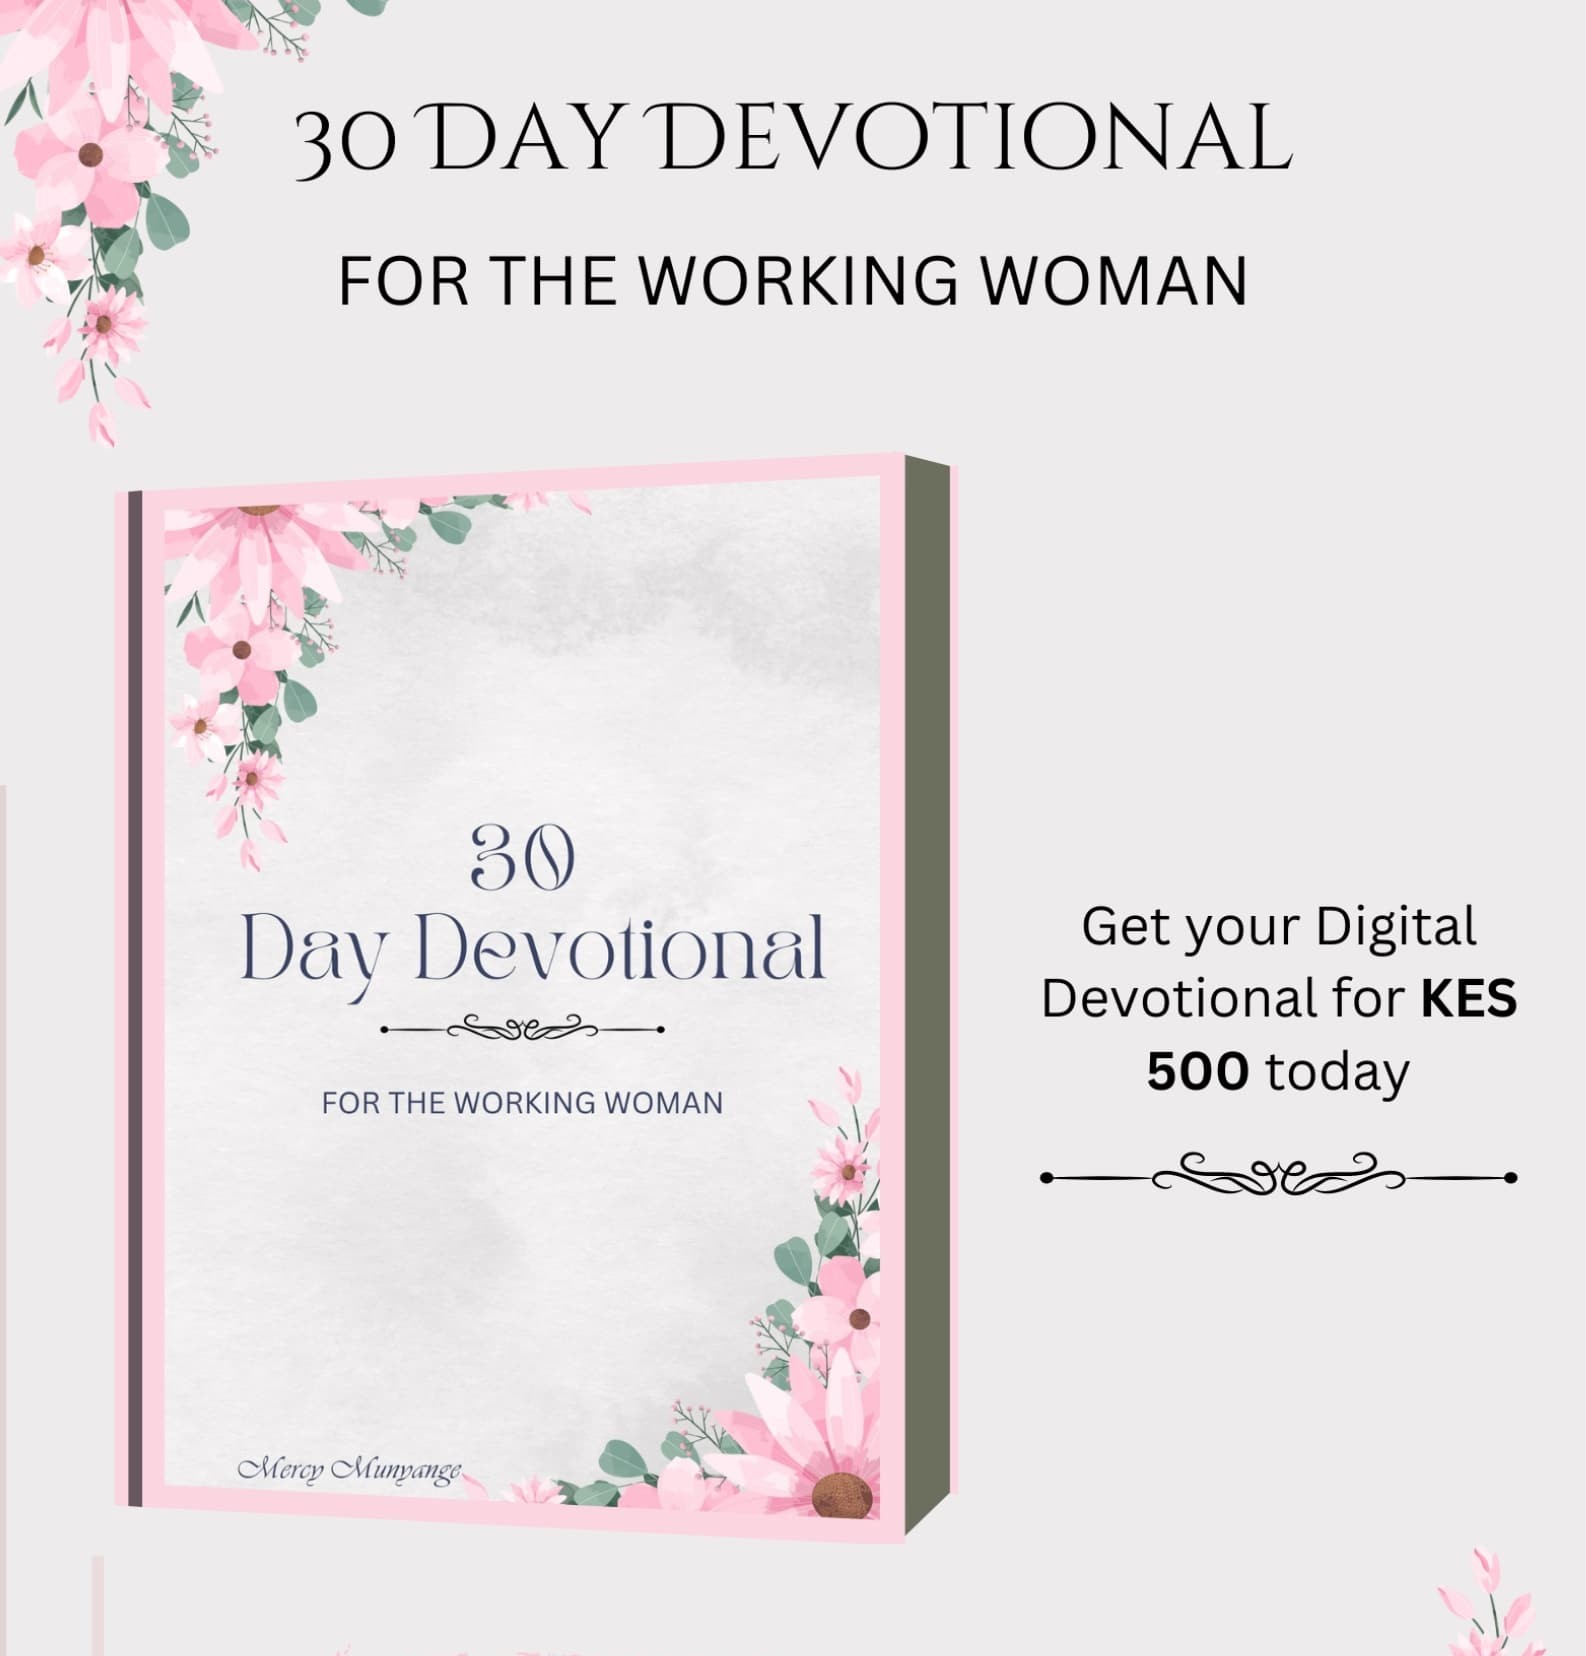 30 Day Devotional
FOR THE WORKING WOMAN
30
Day Devotional
FOR THE WORKING WOMAN
Mercy Munyange
Get your Digital
Devotional for KES
500 today